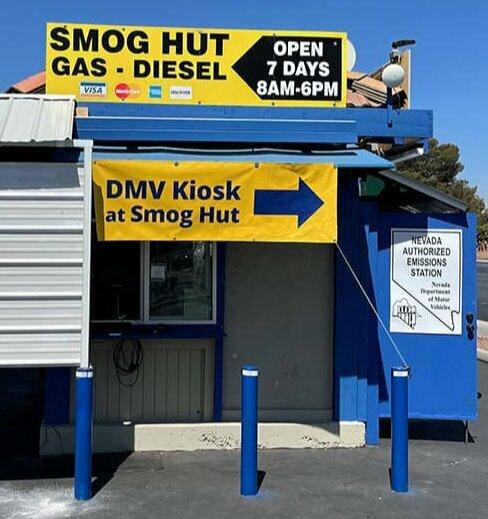 SMOG HUT
GAS - DIESEL
VISA MasterCard DISCOVER
OPEN
7 DAYS
8AM-6PM
DMV Kiosk
at Smog Hut
NEVADA
AUTHORIZED
EMISSIONS
STATION
Nevada
Department
of Motor
Vehicles